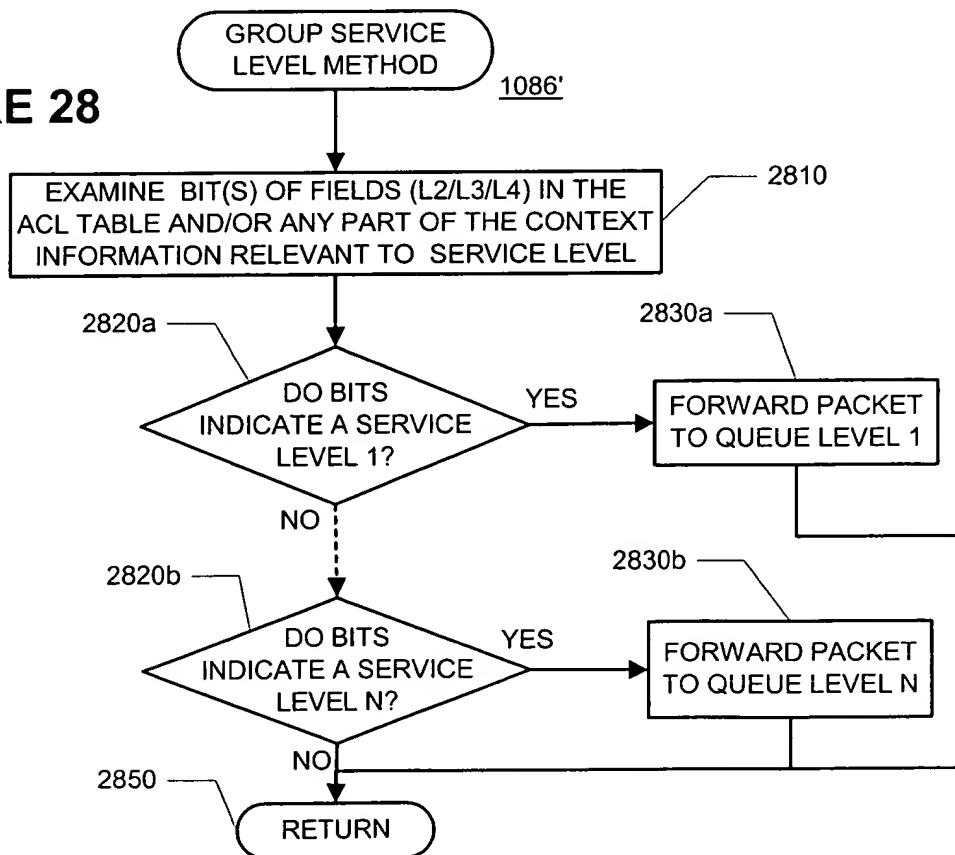 GROUP SERVICE
LEVEL METHOD
1086'
RE 28
EXAMINE BIT(S) OF FIELDS (L2/L3/L4) IN THE
ACL TABLE AND/OR ANY PART OF THE CONTEXT
INFORMATION RELEVANT TO SERVICE LEVEL
2810
2820a
DO BITS
INDICATE A SERVICE
LEVEL 1?
YES
NO
2830a
FORWARD PACKET
TO QUEUE LEVEL 1
2820b
DO BITS
INDICATE A SERVICE
LEVEL N?
YES
NO
2830b
FORWARD PACKET
TO QUEUE LEVEL N
2850
RETURN